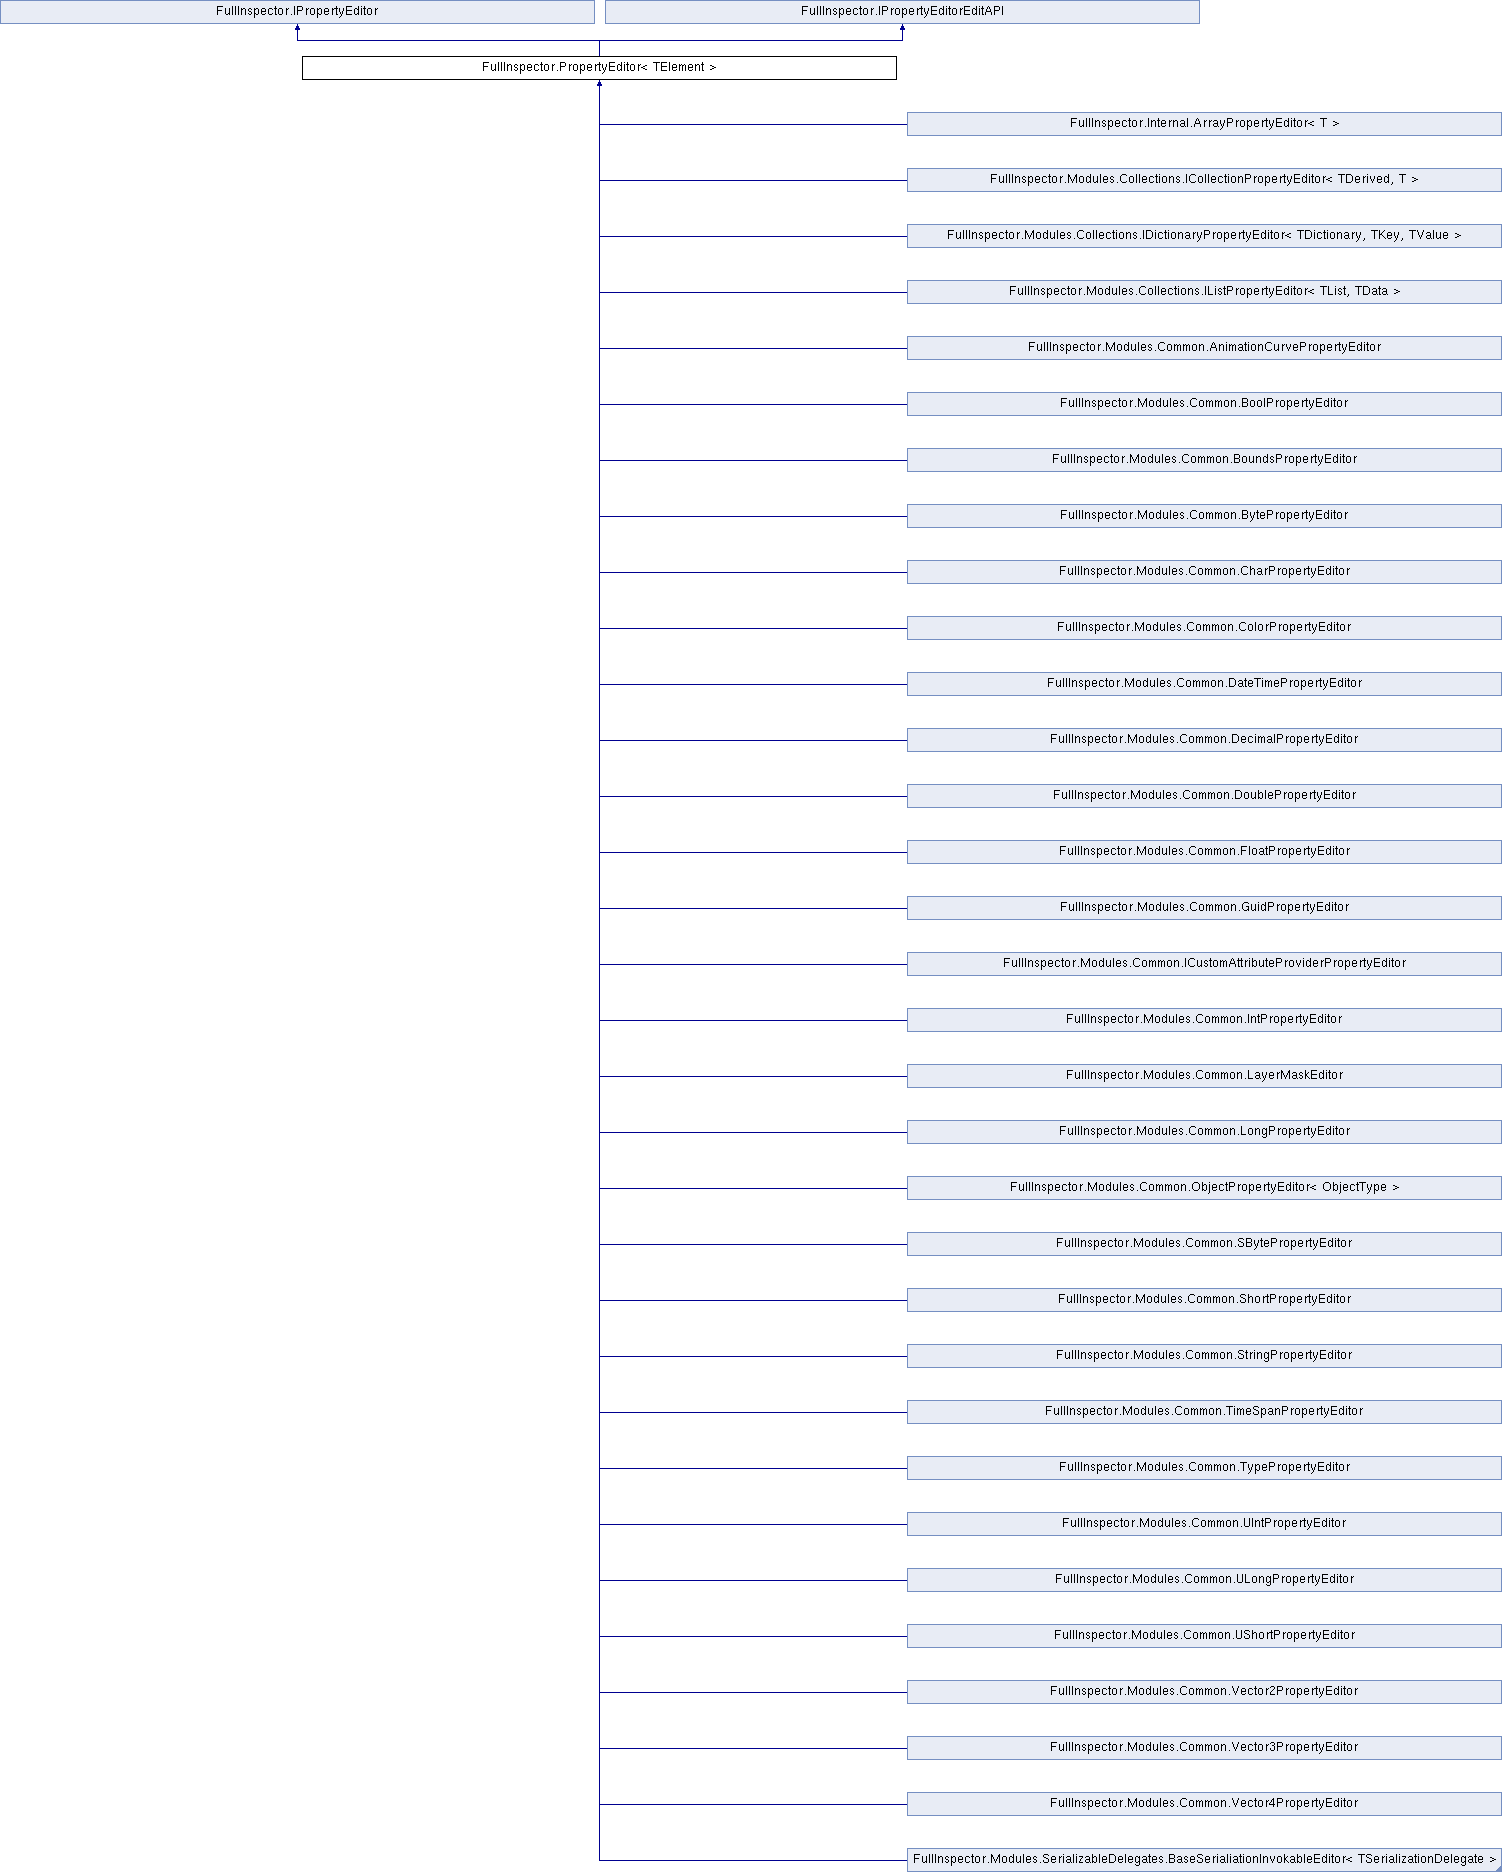 FullInspector.IPropertyEditor
FullInspector.IPropertyEditorEditAPI
FullInspector.PropertyEditor< TElement >
FullInspector.Internal.ArrayPropertyEditor< T >
FullInspector.Modules.Collections.ICollectionPropertyEditor< TDerived, T >
FullInspector.Modules.Collections.IDictionaryPropertyEditor< TDictionary, TKey, TValue >
FullInspector.Modules.Collections.IListPropertyEditor< TList, TData >
FullInspector.Modules.Common.AnimationCurvePropertyEditor
FullInspector.Modules.Common.BoolPropertyEditor
FullInspector.Modules.Common.BoundsPropertyEditor
FullInspector.Modules.Common.BytePropertyEditor
FullInspector.Modules.Common.CharPropertyEditor
FullInspector.Modules.Common.ColorPropertyEditor
FullInspector.Modules.Common.DateTimePropertyEditor
FullInspector.Modules.Common.DecimalPropertyEditor
FullInspector.Modules.Common.DoublePropertyEditor
FullInspector.Modules.Common.FloatPropertyEditor
FullInspector.Modules.Common.GuidPropertyEditor
FullInspector.Modules.Common.ICustomAttributeProviderPropertyEditor
FullInspector.Modules.Common.IntPropertyEditor
FullInspector.Modules.Common.LayerMaskEditor
FullInspector.Modules.Common.LongPropertyEditor
FullInspector.Modules.Common.ObjectPropertyEditor< ObjectType >
FullInspector.Modules.Common.SBytePropertyEditor
FullInspector.Modules.Common.ShortPropertyEditor
FullInspector.Modules.Common.StringPropertyEditor
FullInspector.Modules.Common.TimeSpanPropertyEditor
FullInspector.Modules.Common.TypePropertyEditor
FullInspector.Modules.Common.UIntPropertyEditor
FullInspector.Modules.Common.ULongPropertyEditor
FullInspector.Modules.Common.UShortPropertyEditor
FullInspector.Modules.Common.Vector2PropertyEditor
FullInspector.Modules.Common.Vector3PropertyEditor
FullInspector.Modules.Common.Vector4PropertyEditor
FullInspector.Modules.SerializableDelegates.BaseSerialiationInvokableEditor< TSerializationDelegate >